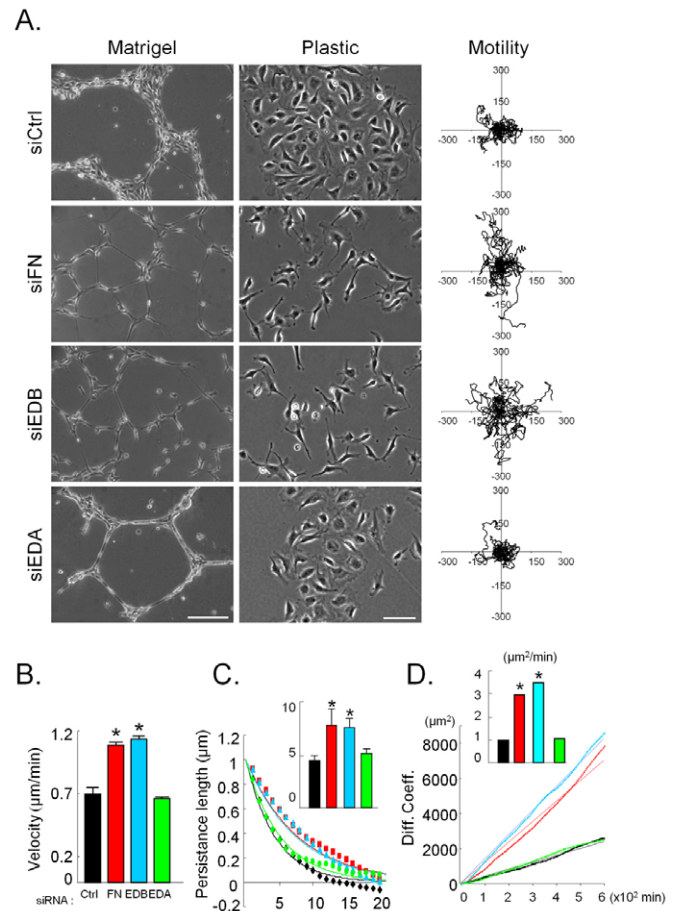 A.
Matrigel Plastic Motility
siCtrl
300
150
-300 -150 150 300
-150
-300
siFN
300
150
-300 -150 150 300
-150
-300
siEDB
300
150
-300 -150 150 300
-150
-300
siEDA
300
150
-300 -150 150 300
-150
-300
B.
Velocity (µm/min)
1.2
0.7
0.2
0
* *
siRNA : Ctrl FN EDB EDA
C.
Persistance length (µm)
1.2
1
0.8
0.6
0.4
0.2
0
-0.2
5 10 15 20
10
5
0
* *
D.
(µm²/min)
4
3
2
1
0
* *
(µm²)
Diff. Coeff.
8000
6000
4000
2000
0
0 1 2 3 4 5 6 (x10² min)